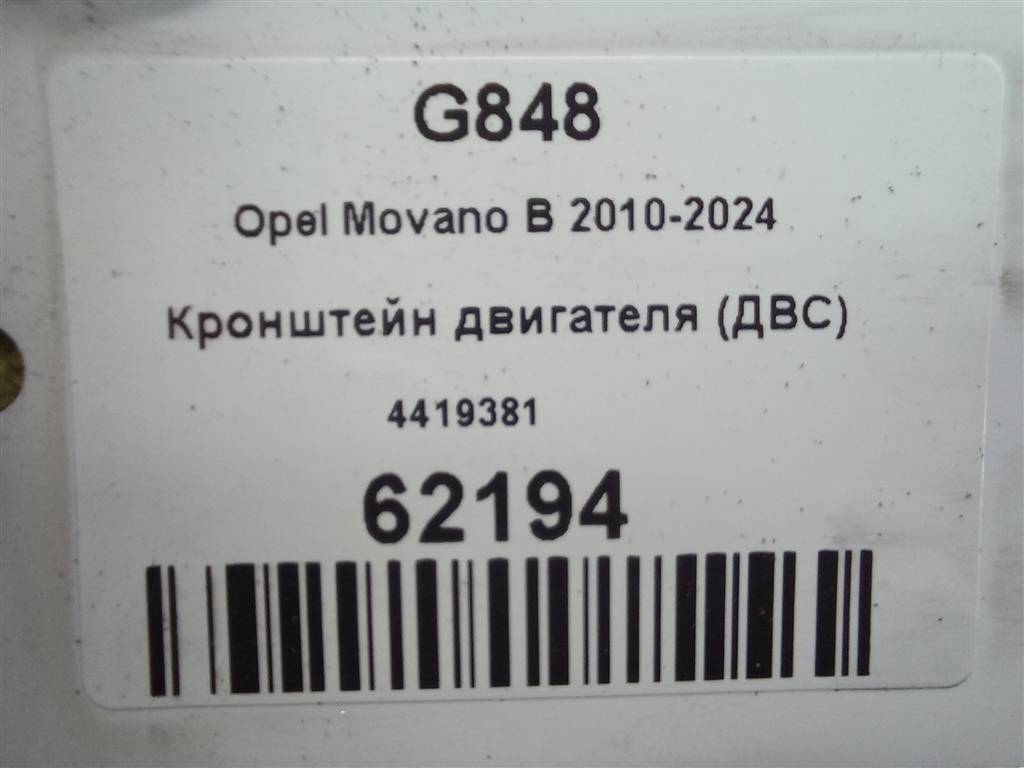 G848
Opel Movano B 2010-2024
Кронштейн двигателя (ДВС)
4419381
62194